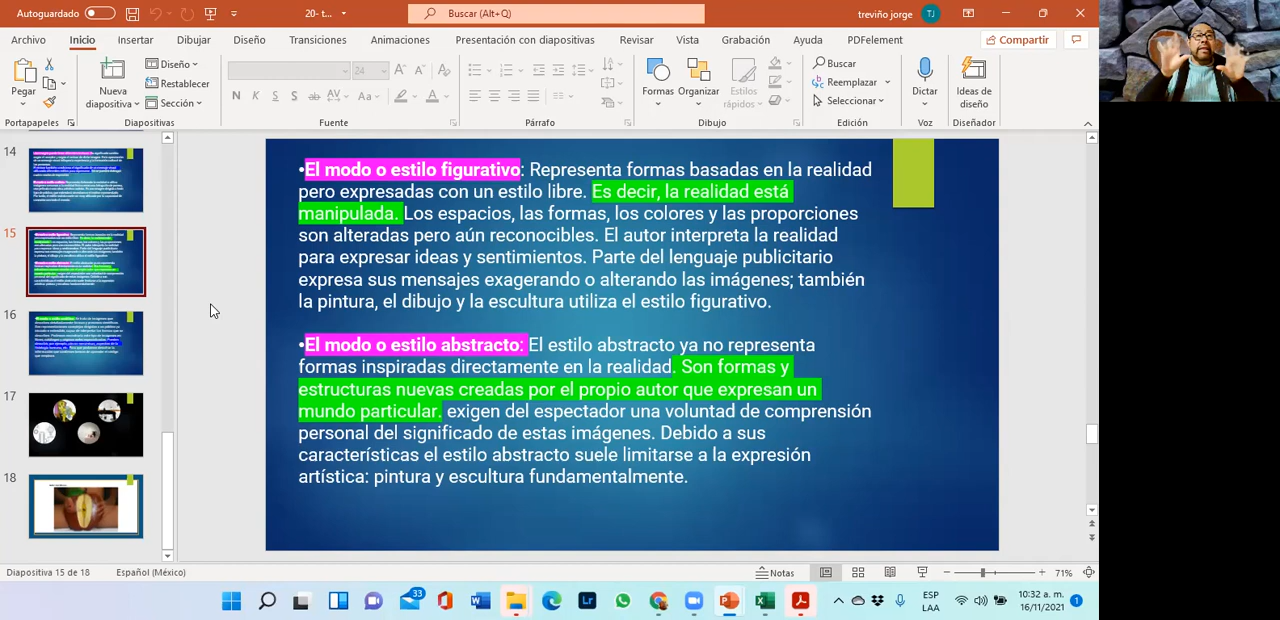 Autoguardado
20- t...
Buscar (Alt+Q)
treviño jorge
TJ
Archivo
Inicio
Insertar
Dibujar
Diseño
Transiciones
Animaciones
Presentación con diapositivas
Revisar
Vista
Grabación
Ayuda
PDFelement
Compartir
Pegar
Nueva
diapositiva
Diseño
Restablecer
Sección
24
N K S S ab AV Aa A
Formas
Organizar
Estilos
rápidos
Buscar
Reemplazar
Seleccionar
Dictar
Ideas de
diseño
Portapapeles
Diapositivas
Fuente
Párrafo
Dibujo
Edición
Voz
Diseñador
14
15
16
17
18
•El modo o estilo figurativo: Representa formas basadas en la realidad
pero expresadas con un estilo libre. Es decir, la realidad está
manipulada. Los espacios, las formas, los colores y las proporciones
son alteradas pero aun reconocibles. El autor interpreta la realidad
para expresar ideas y sentimientos. Parte del lenguaje publicitario
expresa sus mensajes exagerando o alterando las imágenes; también
la pintura, el dibujo y la escultura utiliza el estilo figurativo.
•El modo o estilo abstracto: El estilo abstracto ya no representa
formas inspiradas directamente en la realidad. Son formas y
estructuras nuevas creadas por el propio autor que expresan un
mundo particular. exigen del espectador una voluntad de comprensión
personal del significado de estas imágenes. Debido a sus
características el estilo abstracto suele limitarse a la expresión
artística: pintura y escultura fundamentalmente.
Diapositiva 15 de 18
Español (México)
Notas
71%
33
Lr
ESP
LAA
10:32 a. m.
16/11/2021
1